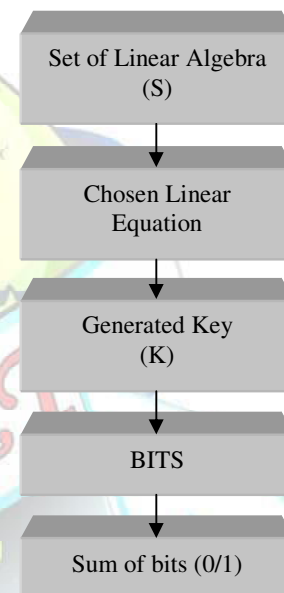 Set of Linear Algebra
(S)
Chosen Linear
Equation
Generated Key
(K)
BITS
Sum of bits (0/1)